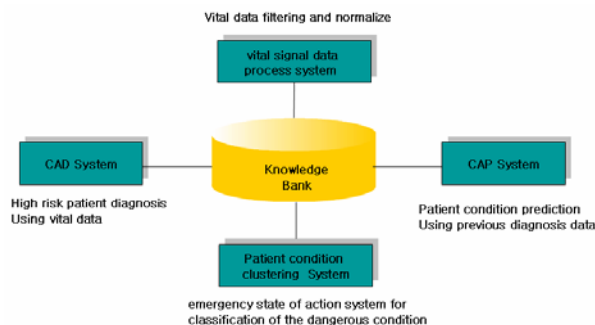 Vital data filtering and normalize
vital signal data
process system
CAD System
Knowledge
Bank
CAP System
High risk patient diagnosis
Using vital data
Patient condition prediction
Using previous diagnosis data
Patient condition
clustering System
emergency state of action system for
classification of the dangerous condition